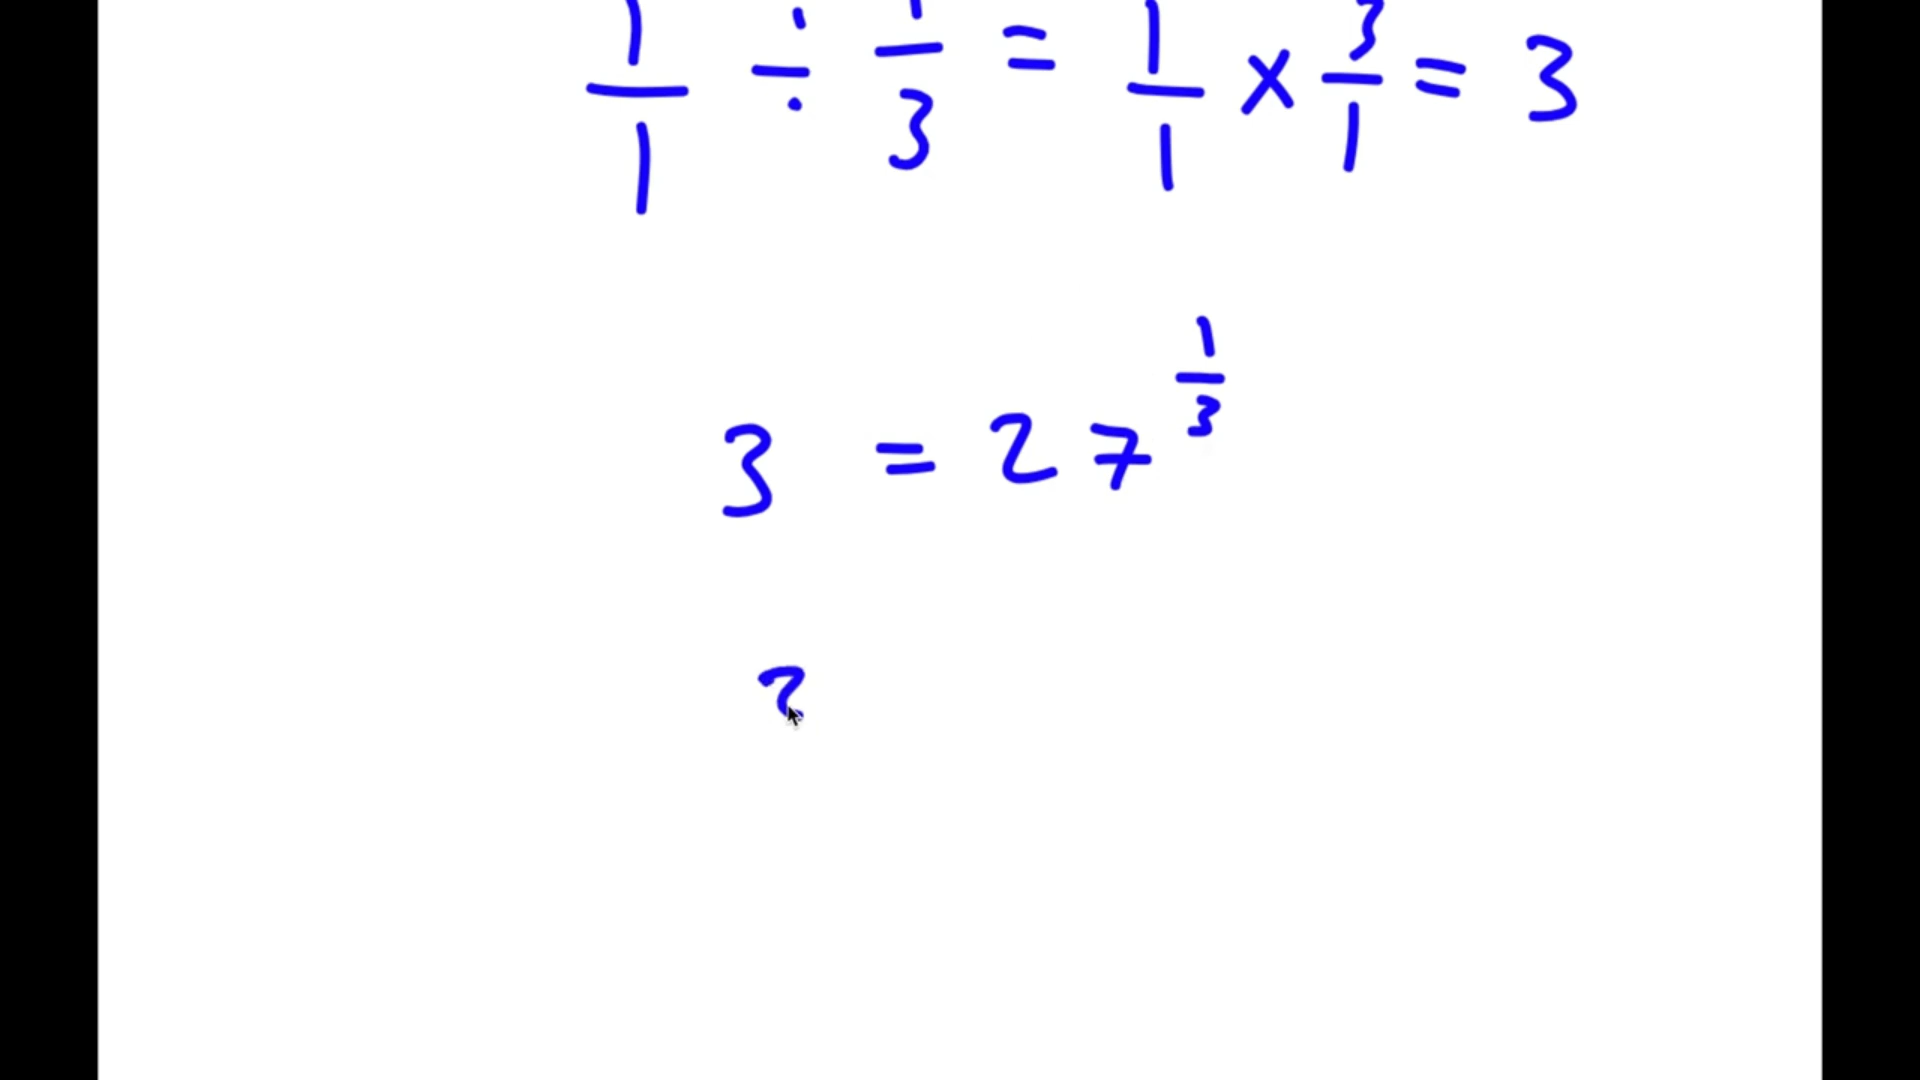 1/1 ÷ 1/3 = 1/1 × 3/1 = 3
3 = 27^(1/3)